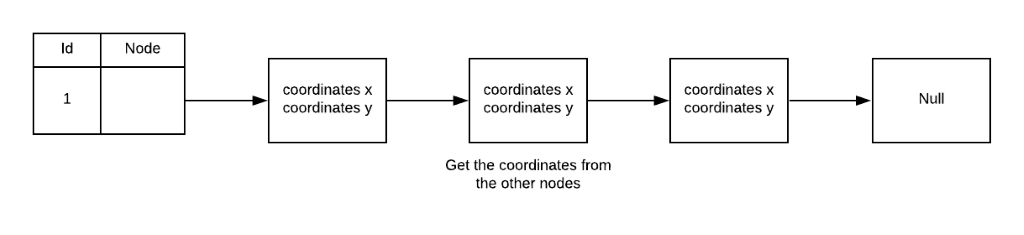 Id
Node
1
coordinates x
coordinates y
coordinates x
coordinates y
coordinates x
coordinates y
Null
Get the coordinates from
the other nodes